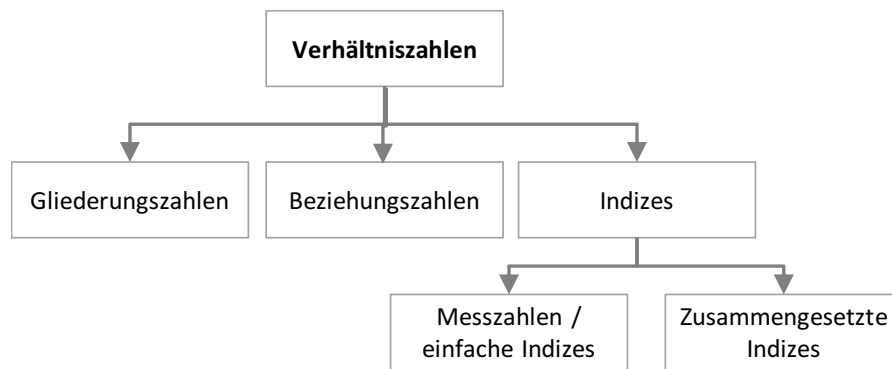 Verhältniszahlen
Gliederungszahlen
Beziehungszahlen
Indizes
Messzahlen /
einfache Indizes
Zusammengesetzte
Indizes